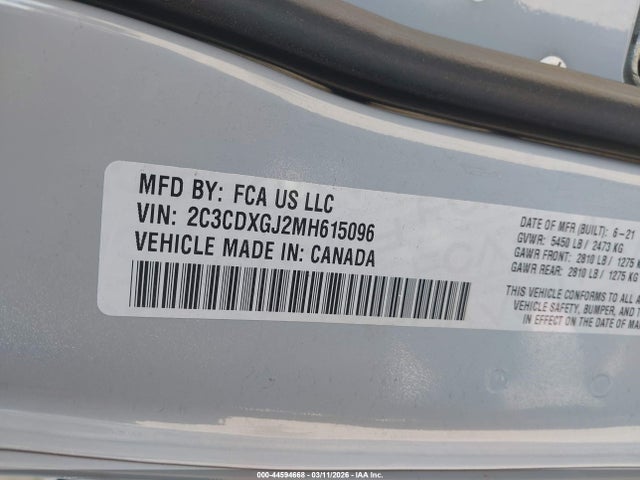 MFD BY: FCA US LLC
VIN: 2C3CDXGJ2MH615096
VEHICLE MADE IN: CANADA
DATE OF MFR (BUILT): 6-21
GVWR: 5450 LB / 2473 KG
GAWR FRONT: 2810 LB / 1275 K
GAWR REAR: 2810 LB / 1275 KG
THIS VEHICLE CONFORMS TO ALL A
VEHICLE SAFETY, BUMPER, AND T
IN EFFECT ON THE DATE OF MA
000-44594668 - 03/11/2026 - IAA Inc.